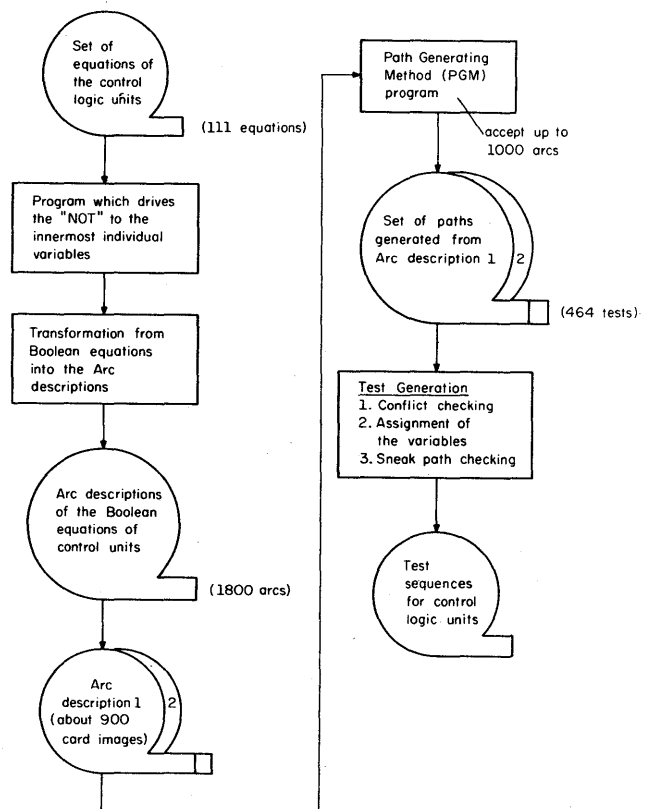 Set of
equations of
the control
logic units
(111 equations)
Program which drives
the "NOT" to the
innermost individual
variables
Transformation from
Boolean equations
into the Arc
descriptions
Arc descriptions
of the Boolean
equations of
control units
(1800 arcs)
Arc
description 1
(about 900
card images)
2
Path Generating
Method (PGM)
program
accept up to
1000 arcs
Set of paths
generated from
Arc description 1
2
(464 tests)
Test Generation
1. Conflict checking
2. Assignment of
the variables
3. Sneak path checking
Test
sequences
for control
logic units